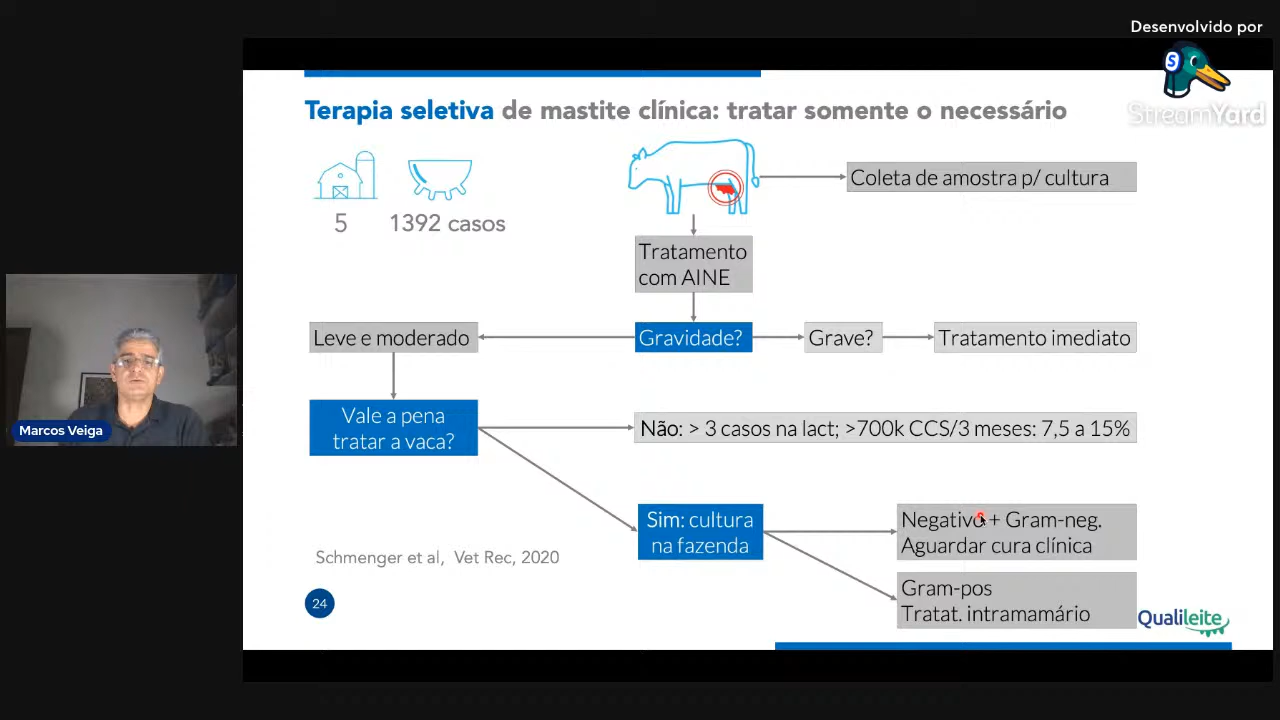 Desenvolvido por
StreamYard
Terapia seletiva de mastite clínica: tratar somente o necessário
5
1392 casos
Coleta de amostra p/ cultura
Tratamento
com AINE
Leve e moderado
Gravidade?
Grave?
Tratamento imediato
Vale a pena
tratar a vaca?
Não: > 3 casos na lact; >700k CCS/3 meses: 7,5 a 15%
Marcos Veiga
Sim: cultura
na fazenda
Negativo + Gram-neg.
Aguardar cura clínica
Schmenger et al, Vet Rec, 2020
Gram-pos
Tratat. intramamário
24
Qualileite